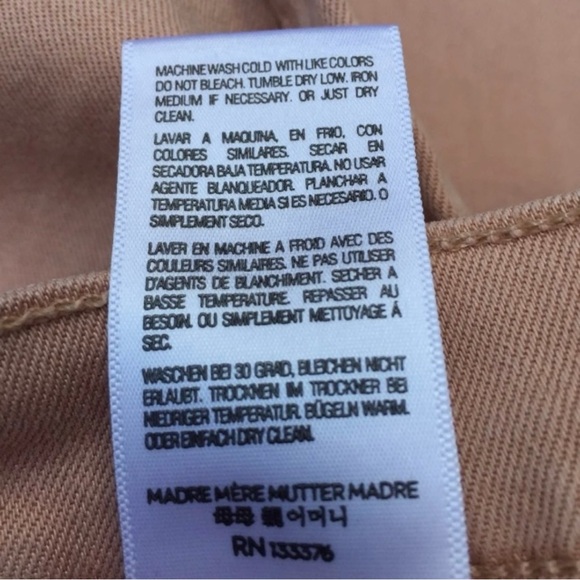 MACHINE WASH COLD WITH LIKE COLORS
DO NOT BLEACH. TUMBLE DRY LOW. IRON
MEDIUM IF NECESSARY. OR JUST DRY
CLEAN.
LAVAR A MAQUINA, EN FRIO, CON
COLORES SIMILARES. SECAR EN
SECADORA BAJA TEMPERATURA. NO USAR
AGENTE BLANQUEADOR. PLANCHAR A
TEMPERATURA MEDIA SI ES NECESARIO. O
SIMPLEMENT SECO.
LAVER EN MACHINE A FROID AVEC DES
COULEURS SIMILAIRES. NE PAS UTILISER
D'AGENTS DE BLANCHIMENT. SECHER A
BASSE TEMPERATURE. REPASSER AU
BESOIN. OU SIMPLEMENT METTOYAGE Á
SEC.
WASCHEN BEI 30 GRAD, BLEICHEN NICHT
ERLAUBT. TROCKNEN IM TROCKNER BEI
NIEDRIGER TEMPERATUR. BÜGELN WARM.
ODER EINFACH DRY CLEAN.
MADRE MÈRE MUTTER MADRE
母母 親 어머니
RN 133376